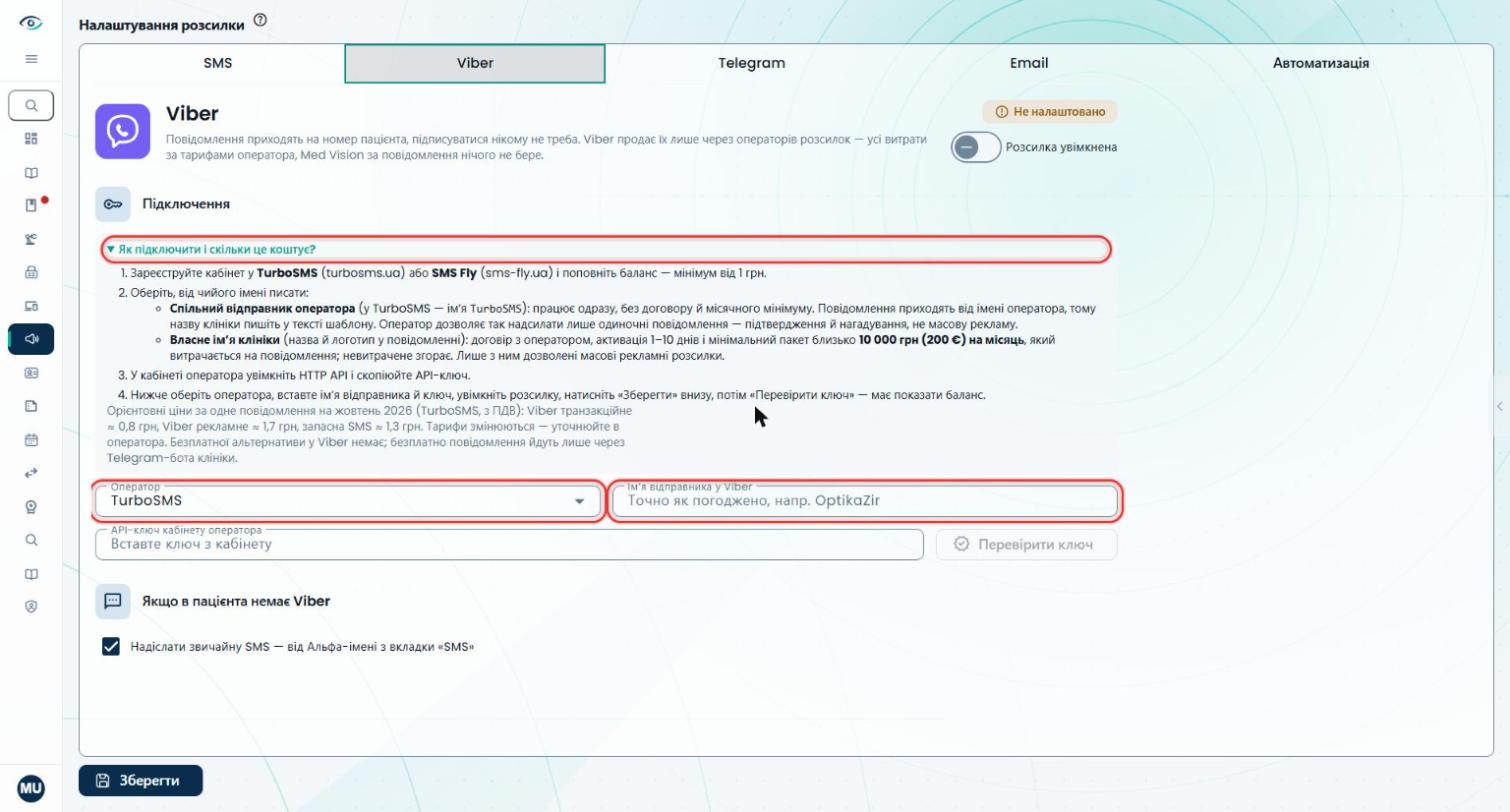 Налаштування розсилки
SMS
Viber
Telegram
Email
Автоматизація
Viber
Не налаштовано
Повідомлення приходять на номер пацієнта, підписуватися нікому не треба. Viber продає їх лише через операторів розсилок — усі витрати
за тарифами оператора, Med Vision за повідомлення нічого не бере.
Розсилка увімкнена
Підключення
Як підключити і скільки це коштує?
1. Зареєструйте кабінет у TurboSMS (turbosms.ua) або SMS Fly (sms-fly.ua) і поповніть баланс — мінімум від 1 грн.
2. Оберіть, від чийого імені писати:
Спільний відправник оператора (у TurboSMS — ім'я TurboSMS): працює одразу, без договору й місячного мінімуму. Повідомлення приходять від імені оператора, тому
назву клініки пишіть у тексті шаблону. Оператор дозволяє так надсилати лише одиночні повідомлення — підтвердження й нагадування, не масову рекламу.
Власне ім'я клініки (назва й логотип у повідомленні): договір з оператором, активація 1–10 днів і мінімальний пакет близько 10 000 грн (200 €) на місяць, який
витрачається на повідомлення; невитрачене згорає. Лише з ним дозволені масові рекламні розсилки.
3. У кабінеті оператора увімкніть HTTP API і скопіюйте API-ключ.
4. Нижче оберіть оператора, вставте ім'я відправника й ключ, увімкніть розсилку, натисніть «Зберегти» внизу, потім «Перевірити ключ» — має показати баланс.
Орієнтовні ціни за одне повідомлення на жовтень 2026 (TurboSMS, з ПДВ): Viber транзакційне
≈ 0,8 грн, Viber рекламне ≈ 1,7 грн, запасна SMS ≈ 1,3 грн. Тарифи змінюються — уточнюйте в
оператора. Безплатної альтернативи у Viber немає; безплатно повідомлення йдуть лише через
Telegram-бота клініки.
Оператор
TurboSMS
Ім'я відправника у Viber
Точно як погоджено, напр. OptikaZir
API-ключ кабінету оператора
Вставте ключ з кабінету
Перевірити ключ
Якщо в пацієнта немає Viber
Надіслати звичайну SMS — від Альфа-імені з вкладки «SMS»
MU
Зберегти